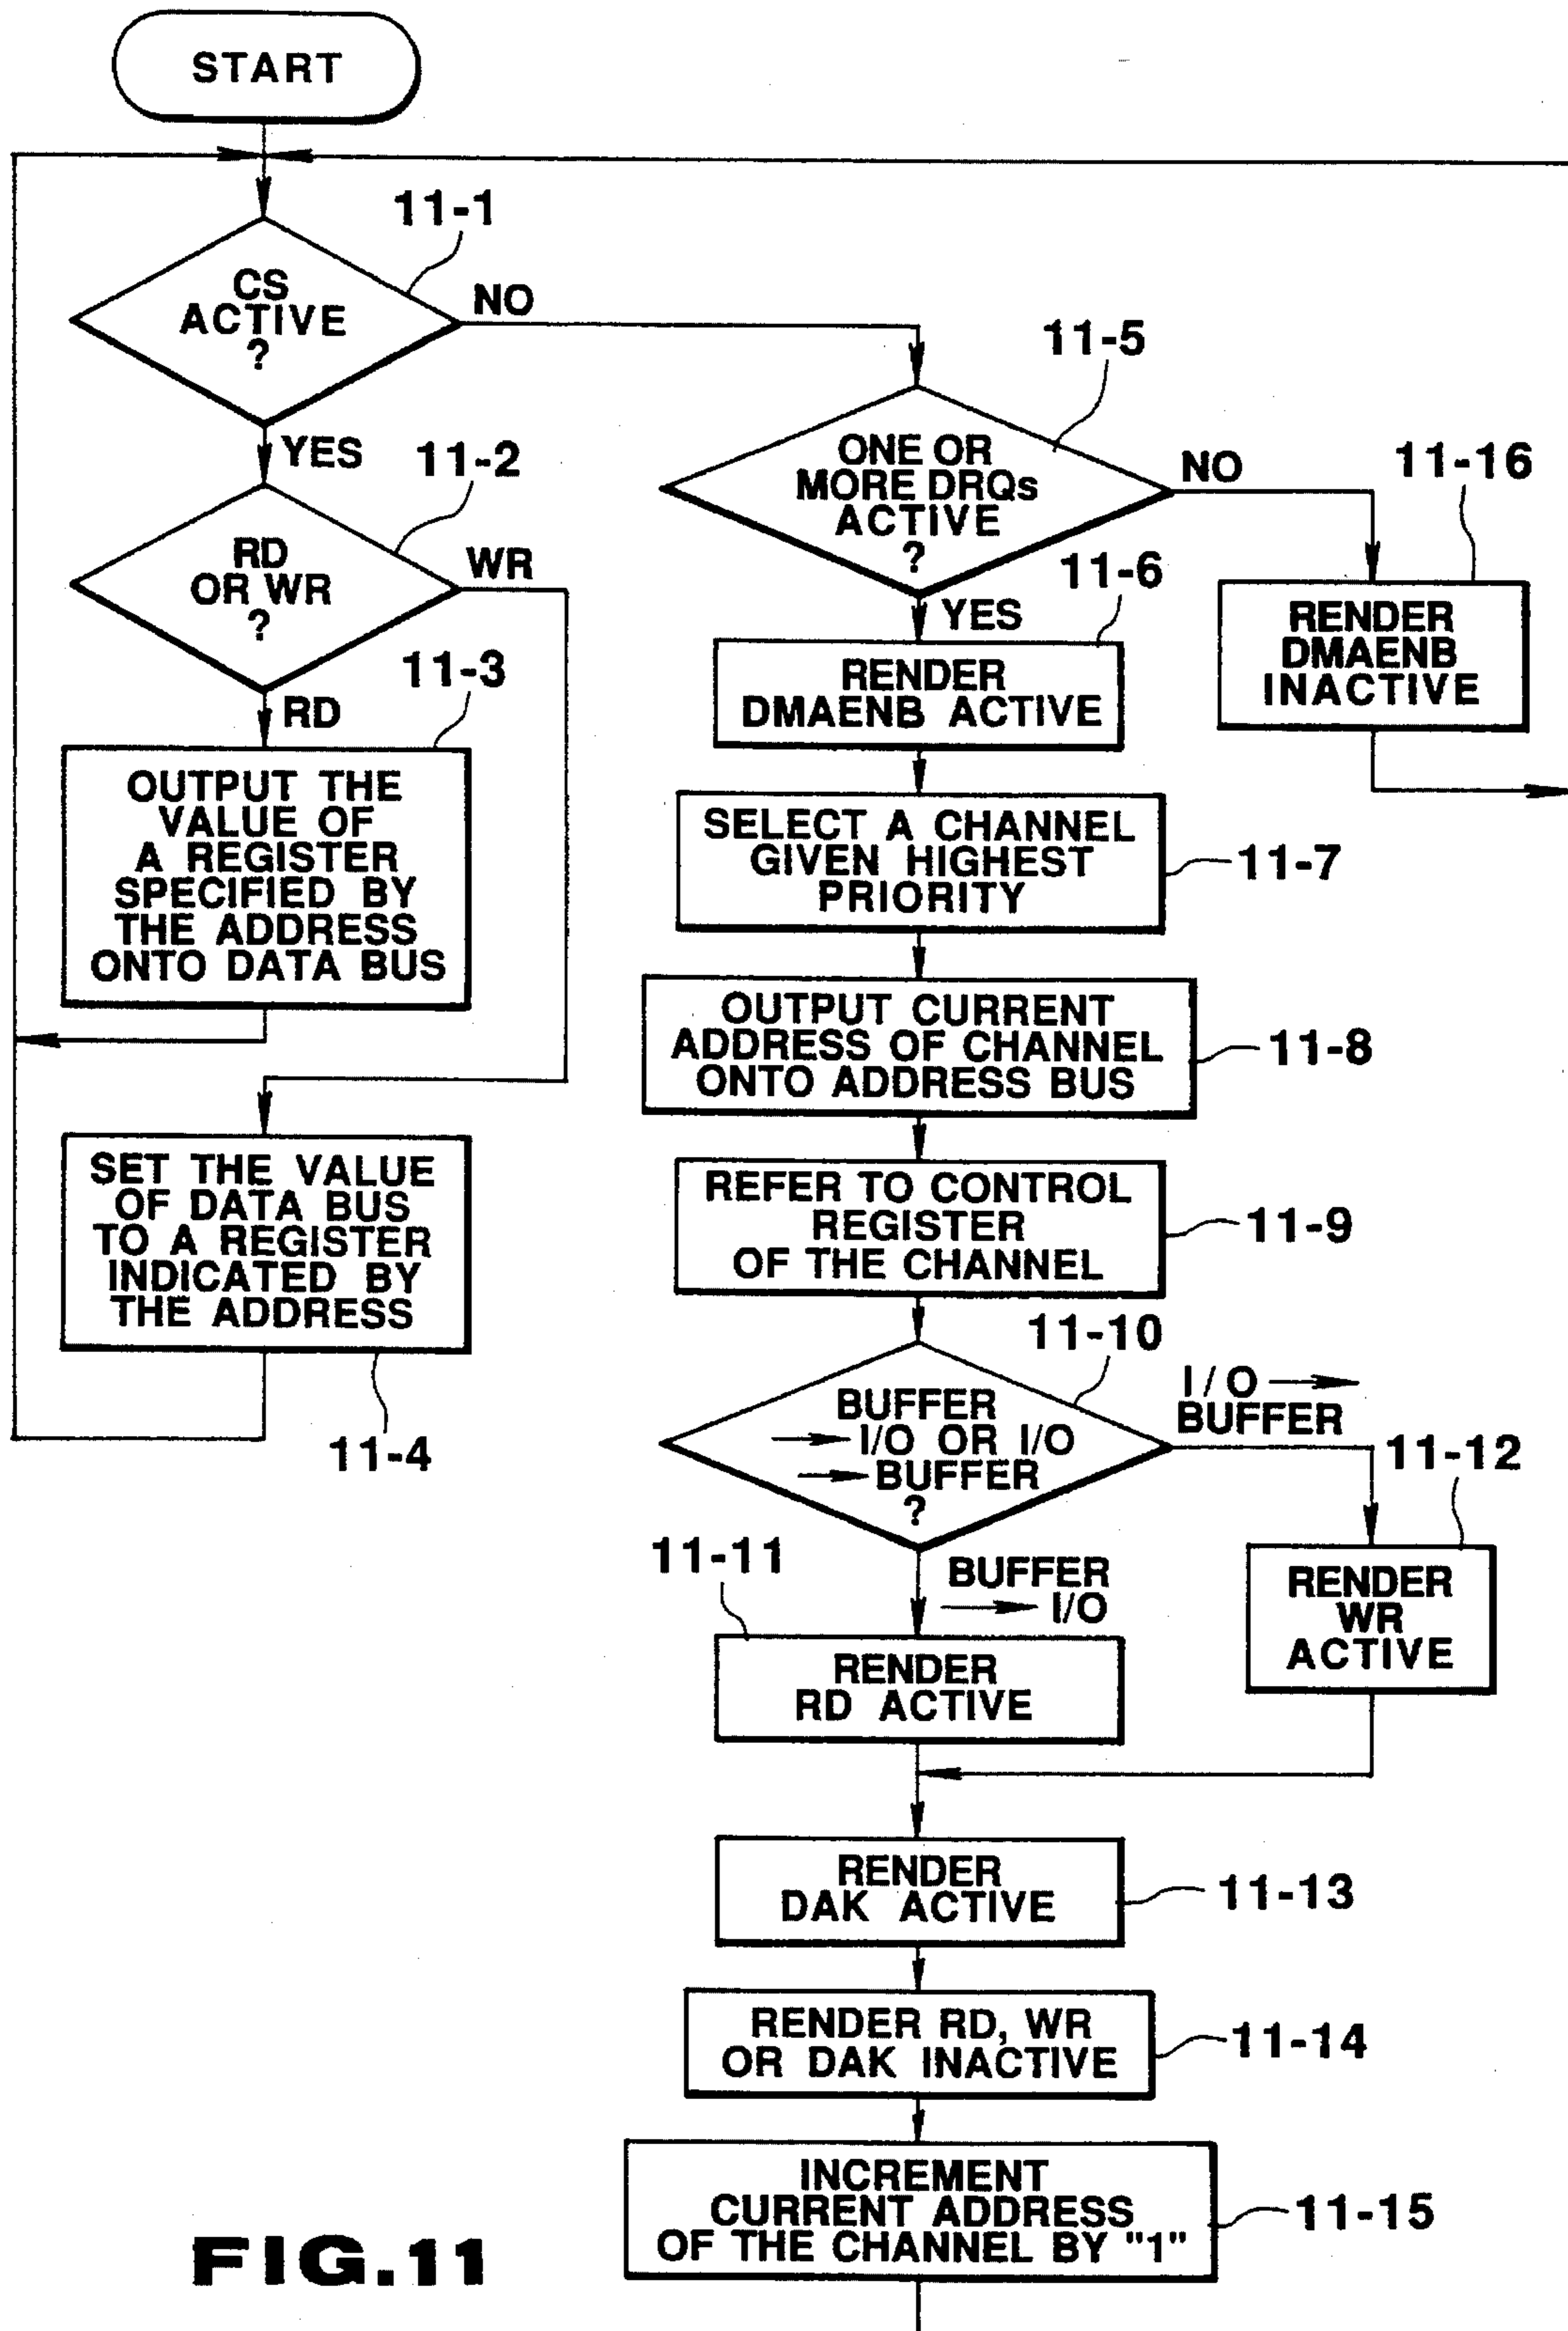 START
11-1
CS
ACTIVE
?
NO
YES
11-2
RD
OR WR
?
WR
RD
11-3
OUTPUT THE
VALUE OF
A REGISTER
SPECIFIED BY
THE ADDRESS
ONTO DATA BUS
SET THE VALUE
OF DATA BUS
TO A REGISTER
INDICATED BY
THE ADDRESS
11-4
11-5
ONE OR
MORE DRQs
ACTIVE
?
NO
11-16
RENDER
DMAENB
INACTIVE
YES
11-6
RENDER
DMAENB ACTIVE
SELECT A CHANNEL
GIVEN HIGHEST
PRIORITY
11-7
OUTPUT CURRENT
ADDRESS OF CHANNEL
ONTO ADDRESS BUS
11-8
REFER TO CONTROL
REGISTER
OF THE CHANNEL
11-9
11-10
BUFFER
→ I/O OR I/O
→ BUFFER
?
I/O →
BUFFER
11-12
RENDER
WR
ACTIVE
11-11
BUFFER
→ I/O
RENDER
RD ACTIVE
RENDER
DAK ACTIVE
11-13
RENDER RD, WR
OR DAK INACTIVE
11-14
INCREMENT
CURRENT ADDRESS
OF THE CHANNEL BY "1"
11-15
FIG.11